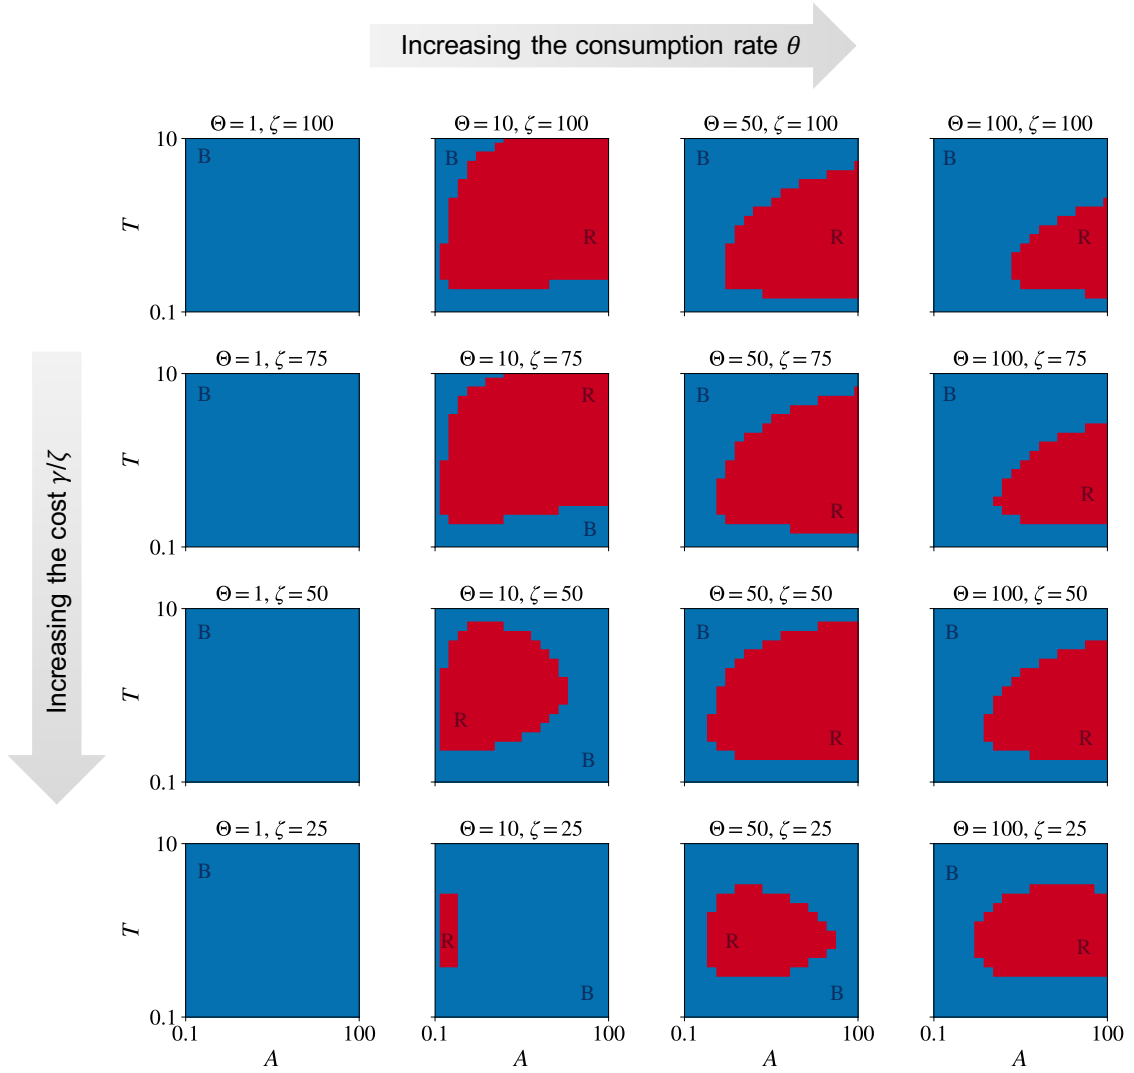 Increasing the consumption rate θ
Θ = 1, ζ = 100
Θ = 10, ζ = 100
Θ = 50, ζ = 100
Θ = 100, ζ = 100
10
B
B
B
B
T
R
R
R
0.1
Increasing the cost γ/ζ
Θ = 1, ζ = 75
Θ = 10, ζ = 75
Θ = 50, ζ = 75
Θ = 100, ζ = 75
10
B
R
B
B
T
B
R
R
0.1
Θ = 1, ζ = 50
Θ = 10, ζ = 50
Θ = 50, ζ = 50
Θ = 100, ζ = 50
10
B
B
B
T
R
B
R
R
0.1
Θ = 1, ζ = 25
Θ = 10, ζ = 25
Θ = 50, ζ = 25
Θ = 100, ζ = 25
10
B
B
T
R
R
R
B
B
0.1
0.1 100
0.1 100
0.1 100
0.1 100
A
A
A
A